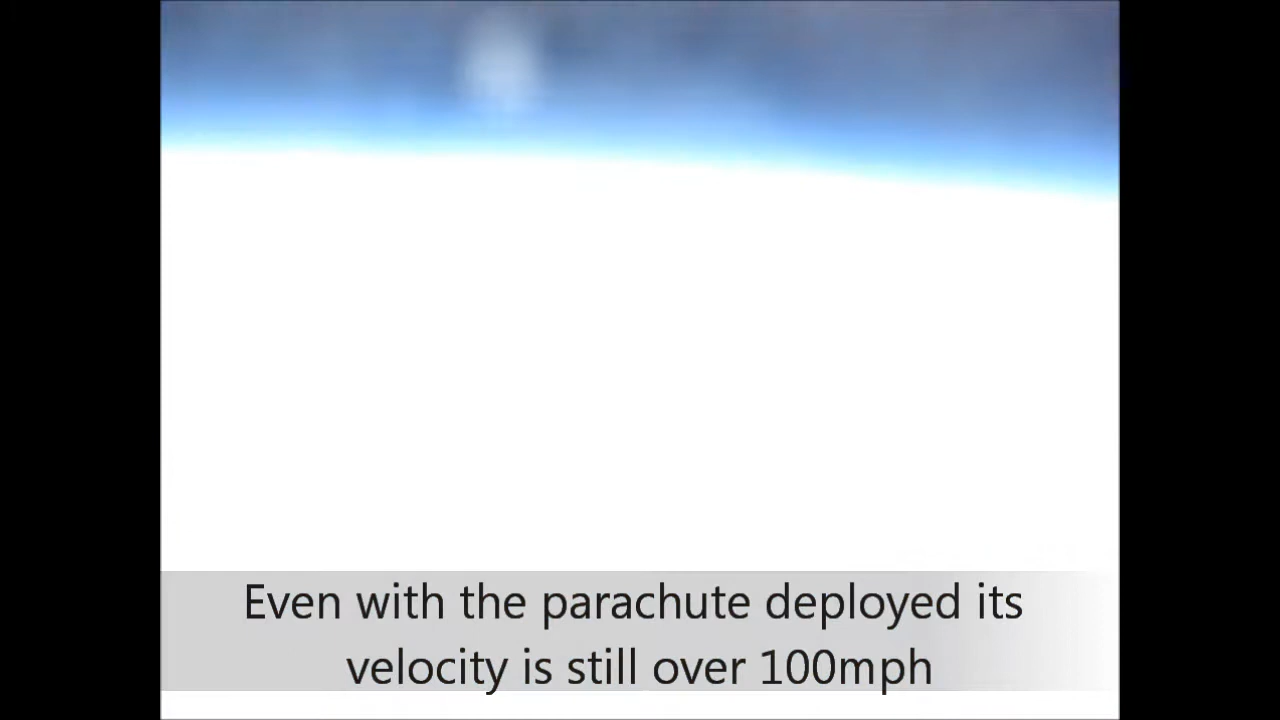 Even with the parachute deployed its
velocity is still over 100mph